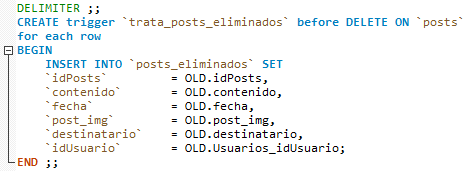 DELIMITER ;;
CREATE trigger `trata_posts_eliminados` before DELETE ON `posts`
for each row
BEGIN
INSERT INTO `posts_eliminados` SET
`idPosts` = OLD.idPosts,
`contenido` = OLD.contenido,
`fecha` = OLD.fecha,
`post_img` = OLD.post_img,
`destinatario` = OLD.destinatario,
`idUsuario` = OLD.Usuarios_idUsuario;
END ;;